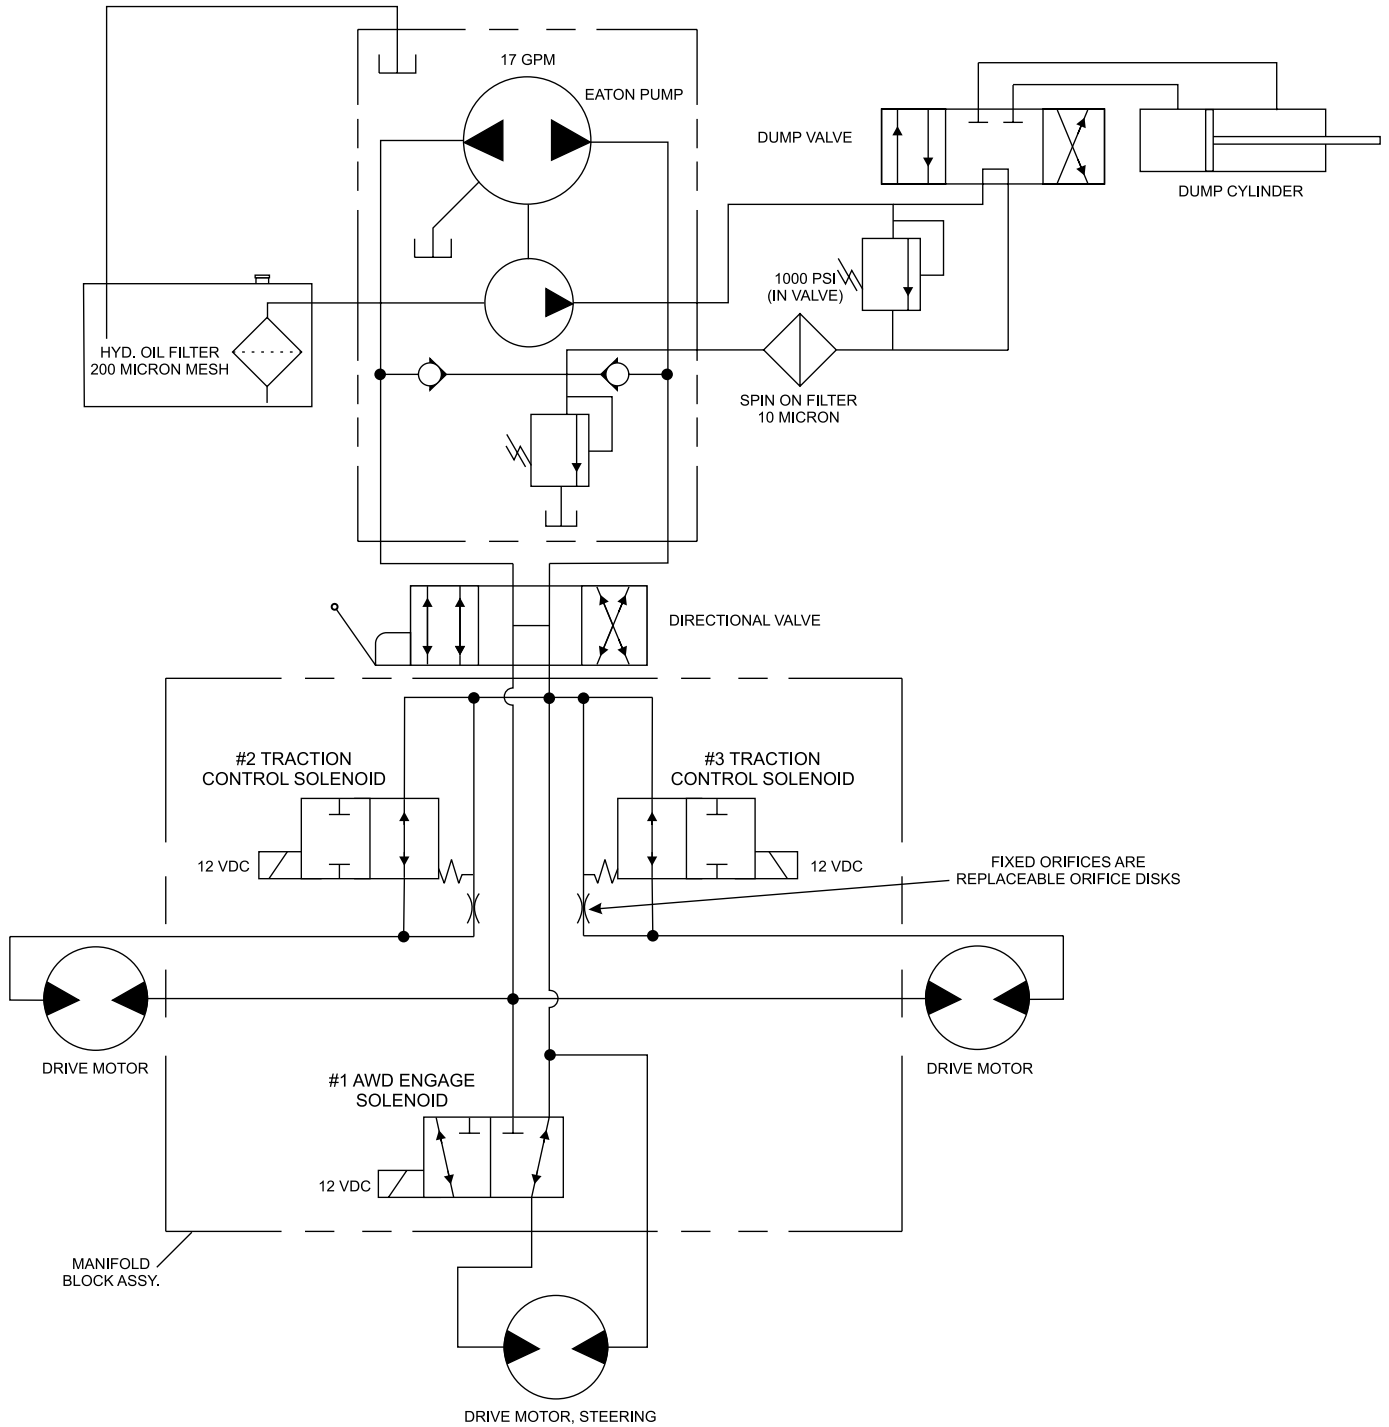 17 GPM
EATON PUMP
DUMP VALVE
DUMP CYLINDER
1000 PSI
(IN VALVE)
HYD. OIL FILTER
200 MICRON MESH
SPIN ON FILTER
10 MICRON
DIRECTIONAL VALVE
#2 TRACTION
CONTROL SOLENOID
#3 TRACTION
CONTROL SOLENOID
12 VDC
12 VDC
FIXED ORIFICES ARE
REPLACEABLE ORIFICE DISKS
DRIVE MOTOR
DRIVE MOTOR
#1 AWD ENGAGE
SOLENOID
12 VDC
MANIFOLD
BLOCK ASSY.
DRIVE MOTOR, STEERING